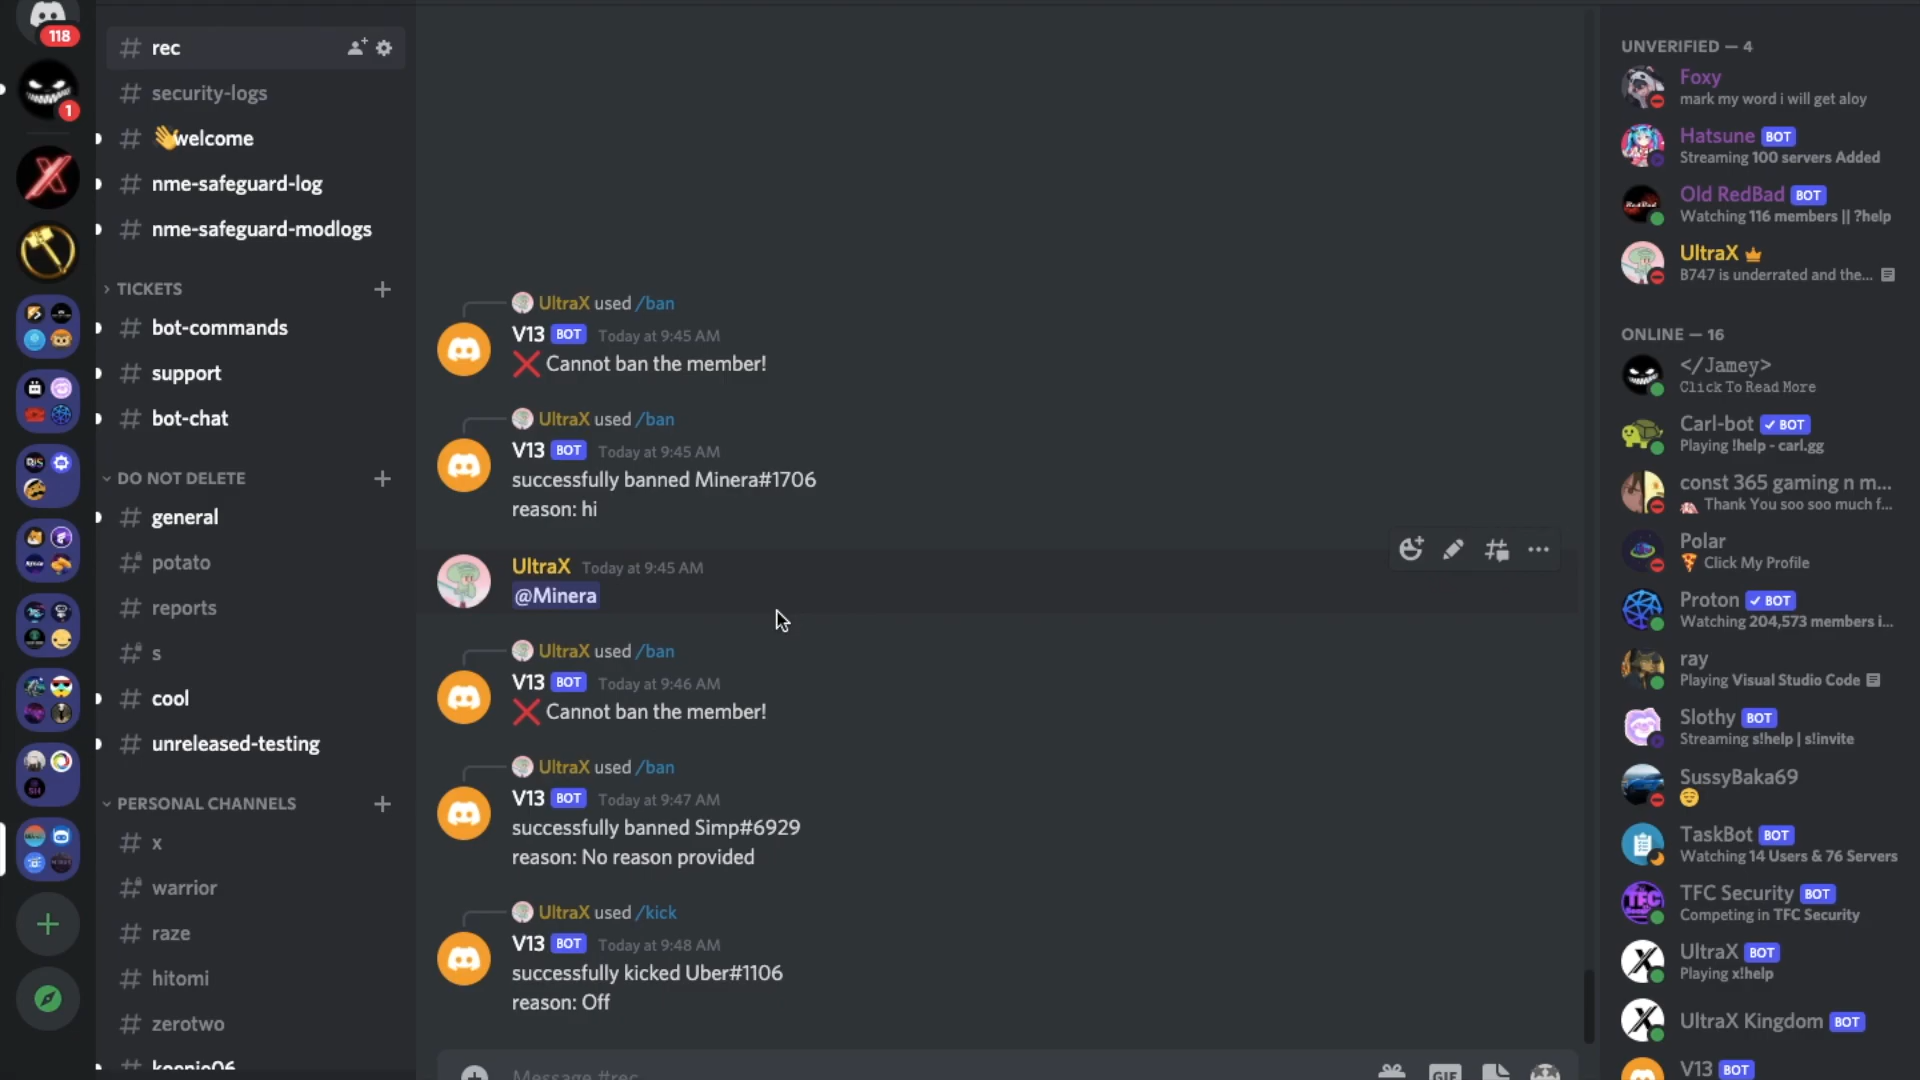 118
1
rec
security-logs
👋welcome
nme-safeguard-log
nme-safeguard-modlogs
TICKETS
bot-commands
support
bot-chat
DO NOT DELETE
general
potato
reports
s
cool
unreleased-testing
PERSONAL CHANNELS
x
warrior
raze
hitomi
zerotwo
UltraX used /ban
V13 BOT Today at 9:45 AM
❌ Cannot ban the member!
UltraX used /ban
V13 BOT Today at 9:45 AM
successfully banned Minera#1706
reason: hi
UltraX Today at 9:45 AM
@Minera
UltraX used /ban
V13 BOT Today at 9:46 AM
❌ Cannot ban the member!
UltraX used /ban
V13 BOT Today at 9:47 AM
successfully banned Simp#6929
reason: No reason provided
UltraX used /kick
V13 BOT Today at 9:48 AM
successfully kicked Uber#1106
reason: Off
Message #rec
GIF
UNVERIFIED — 4
Foxy
mark my word i will get aloy
Hatsune BOT
Streaming 100 servers Added
Old RedBad BOT
Watching 116 members || ?help
UltraX
B747 is underrated and the...
ONLINE — 16
</Jamey>
Click To Read More
Carl-bot ✓ BOT
Playing !help - carl.gg
const 365 gaming n m...
Thank You soo soo much f...
Polar
🍕 Click My Profile
Proton ✓ BOT
Watching 204,573 members i...
ray
Playing Visual Studio Code
Slothy BOT
Streaming s!help | s!invite
SussyBaka69
😌
TaskBot BOT
Watching 14 Users & 76 Servers
TFC Security BOT
Competing in TFC Security
UltraX BOT
Playing x!help
UltraX Kingdom BOT
V13 BOT